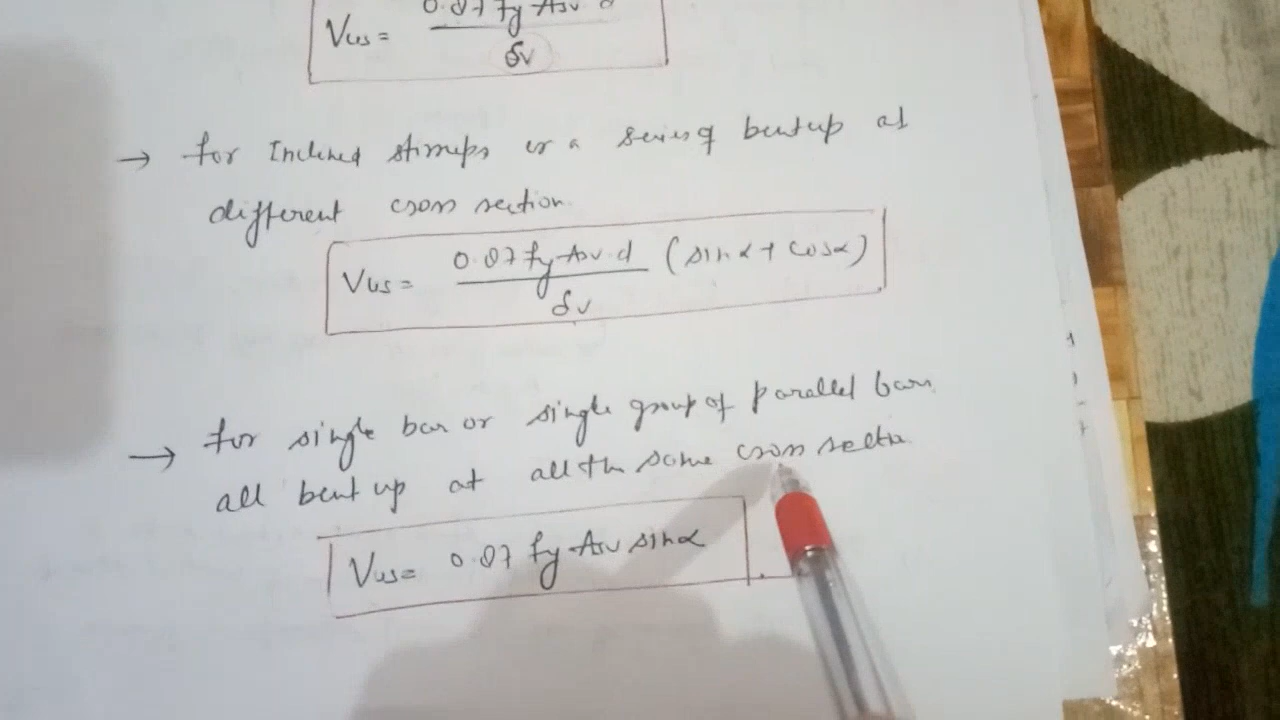 Vus = 0.87 fy Asv d / Sv
→ for Inclined stirrups or a series of bent up at
different cross section
Vus = 0.87 fy Asv. d / Sv (sinα + cosα)
→ for single bar or single group of parallel bars
all bent up at all the same cross section
Vus = 0.87 fy Asv sinα